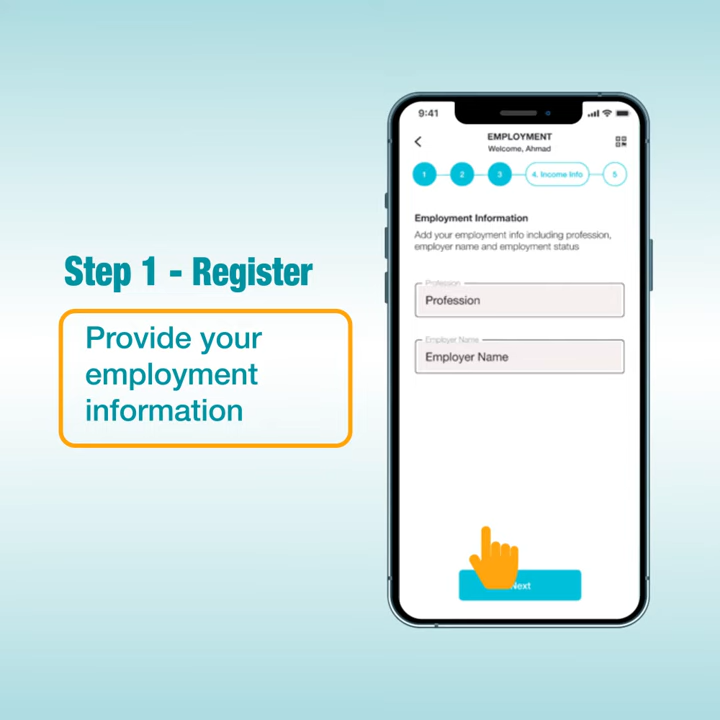 Step 1 - Register
Provide your
employment
information
9:41
EMPLOYMENT
Welcome, Ahmad
1
2
3
4. Income Info
5
Employment Information
Add your employment info including profession,
employer name and employment status
Profession
Profession
Employer Name
Employer Name
Next